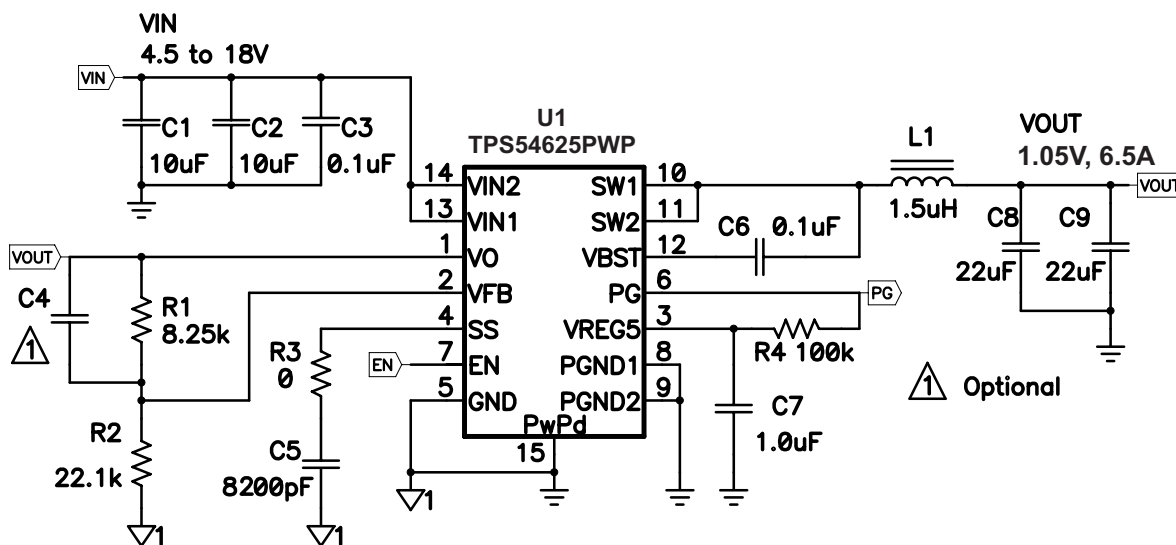 VIN
4.5 to 18V
VIN
C1
10uF
C2
10uF
C3
0.1uF
U1
TPS54625PWP
14 VIN2
13 VIN1
1 VO
2 VFB
4 SS
7 EN
5 GND
SW1 10
SW2 11
VBST 12
PG 6
VREG5 3
PGND1 8
PGND2 9
PwPd
15
L1
1.5uH
VOUT
1.05V, 6.5A
VOUT
C6 0.1uF
C8
22uF
C9
22uF
PG
R4 100k
C7
1.0uF
1 Optional
VOUT
C4
1
R1
8.25k
R3
0
EN
R2
22.1k
C5
8200pF
1
1
1